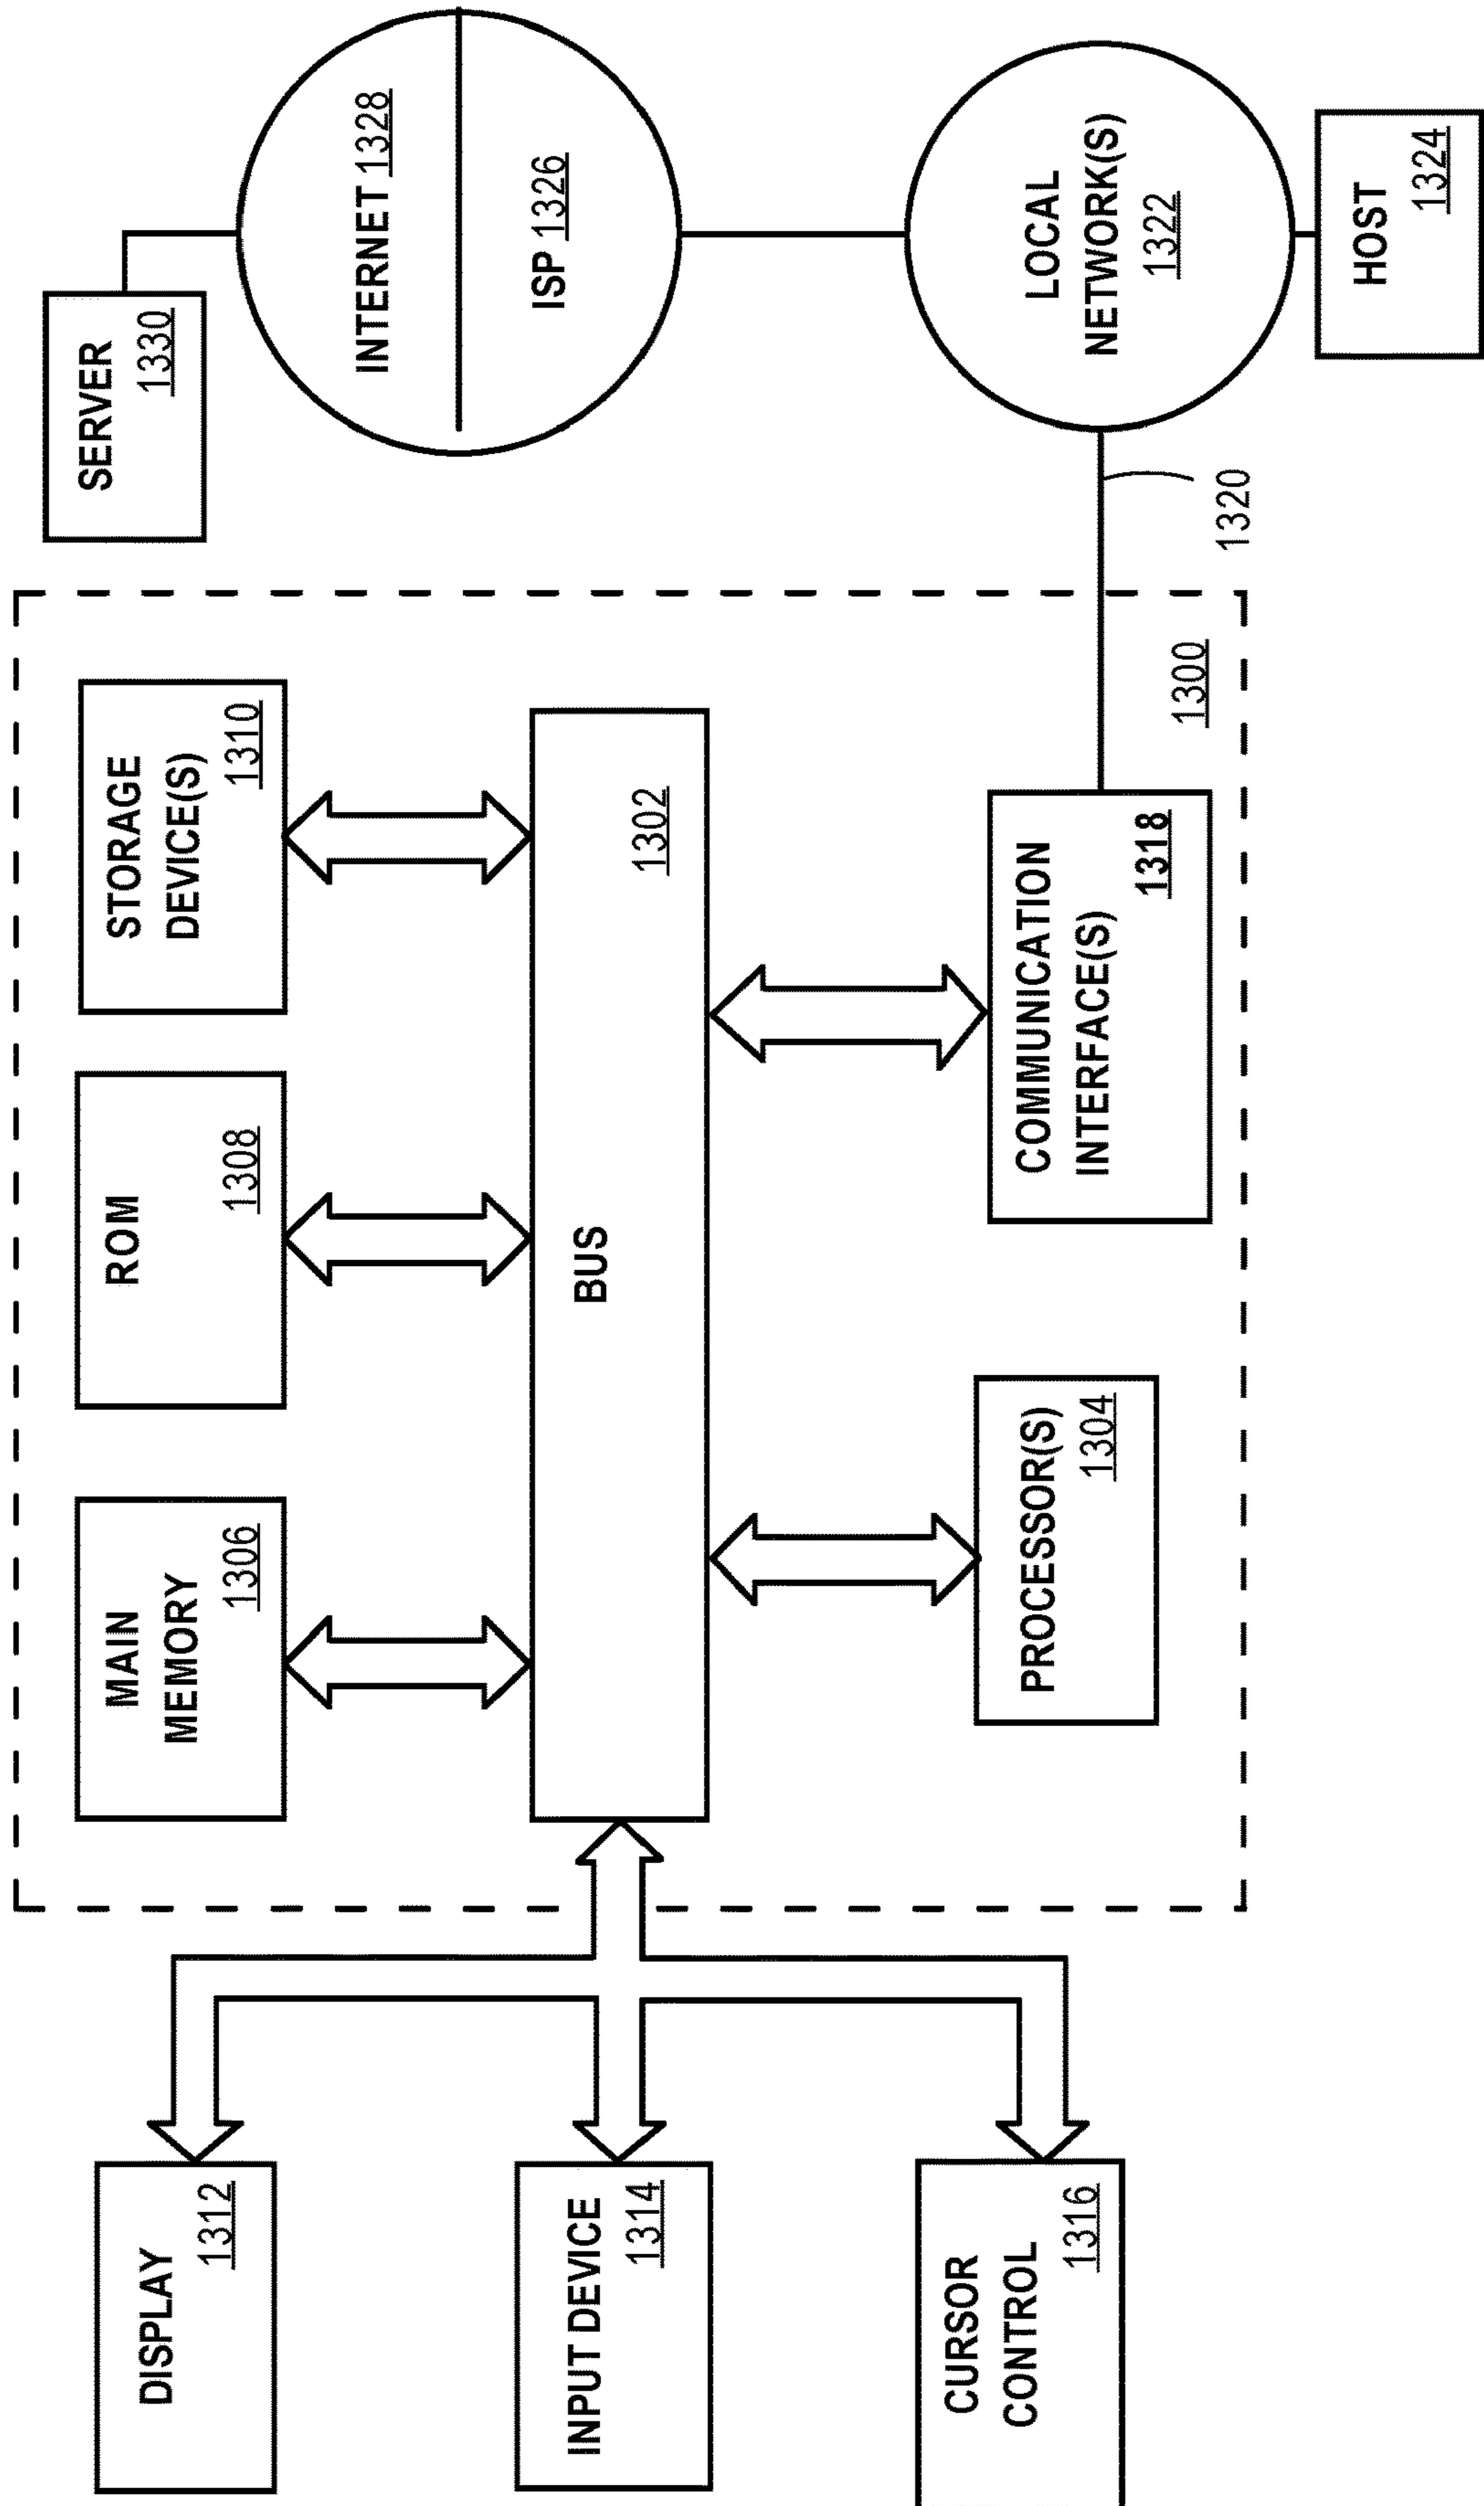 DISPLAY
1312
INPUT DEVICE
1314
CURSOR
CONTROL
1316
MAIN
MEMORY
1306
ROM
1308
STORAGE
DEVICE(S)
1310
BUS
1302
PROCESSOR(S)
1304
COMMUNICATION
INTERFACE(S)
1318
1300
1320
SERVER
1330
INTERNET 1328
ISP 1326
LOCAL
NETWORK(S)
1322
HOST
1324